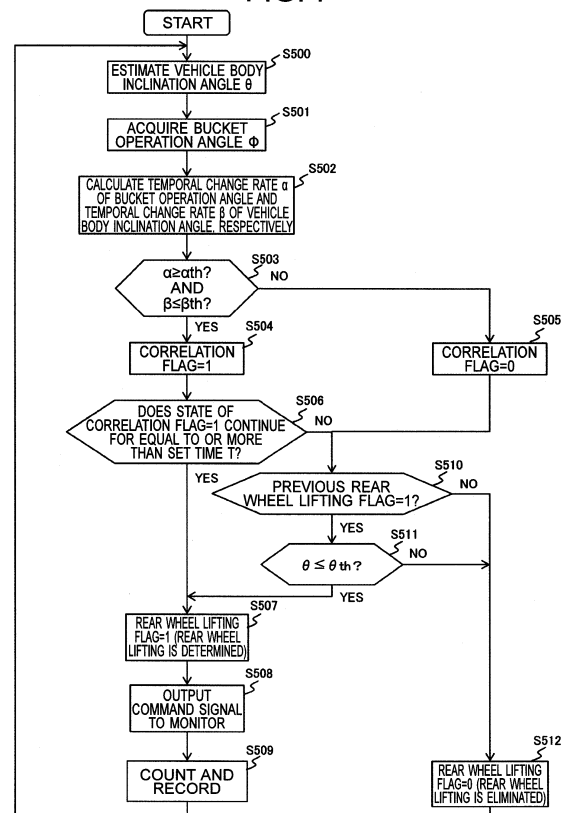 START
S500
ESTIMATE VEHICLE BODY
INCLINATION ANGLE θ
S501
ACQUIRE BUCKET
OPERATION ANGLE Φ
S502
CALCULATE TEMPORAL CHANGE RATE α
OF BUCKET OPERATION ANGLE AND
TEMPORAL CHANGE RATE β OF VEHICLE
BODY INCLINATION ANGLE, RESPECTIVELY
S503
α≥αth?
AND
β≤βth?
NO
YES
S504
CORRELATION
FLAG=1
S505
CORRELATION
FLAG=0
S506
DOES STATE OF
CORRELATION FLAG=1 CONTINUE
FOR EQUAL TO OR MORE
THAN SET TIME T?
NO
YES
S510
PREVIOUS REAR
WHEEL LIFTING FLAG=1?
NO
YES
S511
θ ≤ θth?
NO
YES
S507
REAR WHEEL LIFTING
FLAG=1 (REAR WHEEL
LIFTING IS DETERMINED)
S508
OUTPUT
COMMAND SIGNAL
TO MONITOR
S509
COUNT AND
RECORD
S512
REAR WHEEL LIFTING
FLAG=0 (REAR WHEEL
LIFTING IS ELIMINATED)